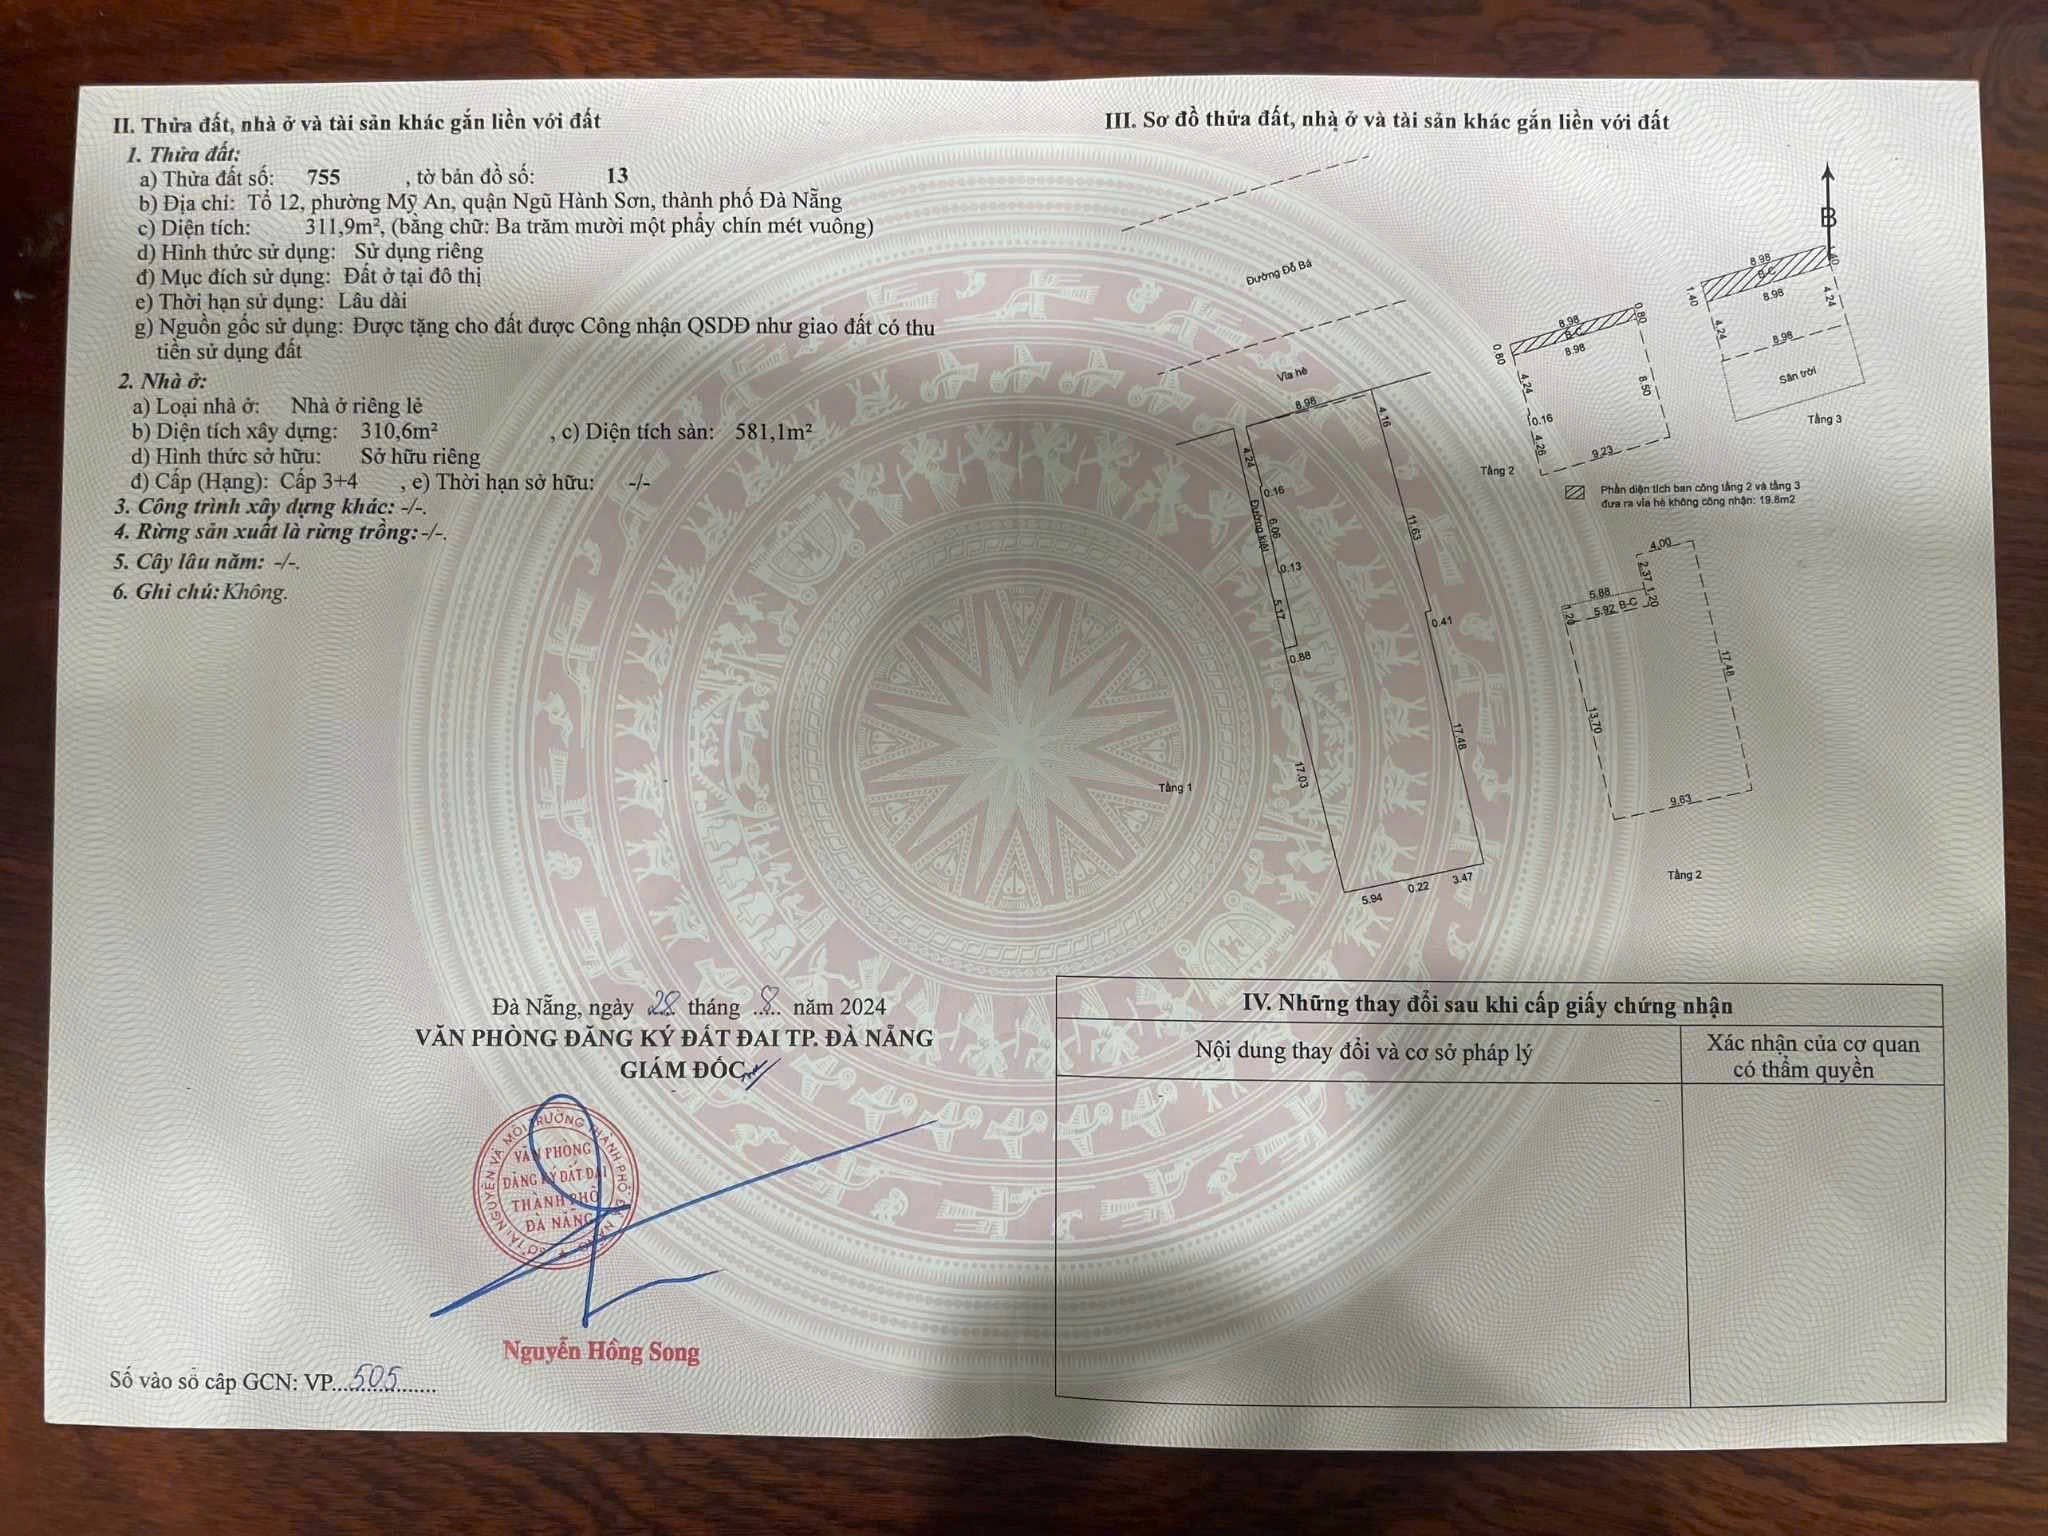 II. Thửa đất, nhà ở và tài sản khác gắn liền với đất
1. Thửa đất:
a) Thửa đất số: 755 , tờ bản đồ số: 13
b) Địa chỉ: Tổ 12, phường Mỹ An, quận Ngũ Hành Sơn, thành phố Đà Nẵng
c) Diện tích: 311,9m², (bằng chữ: Ba trăm mười một phẩy chín mét vuông)
d) Hình thức sử dụng: Sử dụng riêng
đ) Mục đích sử dụng: Đất ở tại đô thị
e) Thời hạn sử dụng: Lâu dài
g) Nguồn gốc sử dụng: Được tặng cho đất được Công nhận QSDĐ như giao đất có thu
tiền sử dụng đất
2. Nhà ở:
a) Loại nhà ở: Nhà ở riêng lẻ
b) Diện tích xây dựng: 310,6m² , c) Diện tích sàn: 581,1m²
d) Hình thức sở hữu: Sở hữu riêng
đ) Cấp (Hạng): Cấp 3+4 , e) Thời hạn sở hữu: -/-
3. Công trình xây dựng khác: -/-.
4. Rừng sản xuất là rừng trồng: -/-.
5. Cây lâu năm: -/-.
6. Ghi chú: Không.
Đà Nẵng, ngày 28 tháng 8 năm 2024
VĂN PHÒNG ĐĂNG KÝ ĐẤT ĐAI TP. ĐÀ NẴNG
GIÁM ĐỐC
SỞ TÀI NGUYÊN VÀ MÔI TRƯỜNG THÀNH PHỐ ĐÀ NẴNG
VĂN PHÒNG
ĐĂNG KÝ ĐẤT ĐAI
THÀNH PHỐ
ĐÀ NẴNG
Nguyễn Hồng Song
Số vào sổ cấp GCN: VP....505....
III. Sơ đồ thửa đất, nhà ở và tài sản khác gắn liền với đất
B
Đường Đỗ Bá
Vỉa hè
8.98
4.16
4.24
0.16
Đường kiệt
6.06
11.63
0.13
5.17
0.41
0.88
17.48
17.03
Tầng 1
5.94
0.22
3.47
8.98
0.80
B-C
0.80
8.98
4.24
8.50
0.16
4.26
9.23
Tầng 2
8.98
1.40
B-C
1.40
8.98
4.24
4.24
8.98
Sân trời
Tầng 3
Phần diện tích ban công tầng 2 và tầng 3
đưa ra vỉa hè không công nhận: 19.8m2
4.00
2.37
5.88
1.20
5.92 B-C
1.20
17.48
13.70
9.63
Tầng 2
IV. Những thay đổi sau khi cấp giấy chứng nhận
Nội dung thay đổi và cơ sở pháp lý
Xác nhận của cơ quan
có thẩm quyền